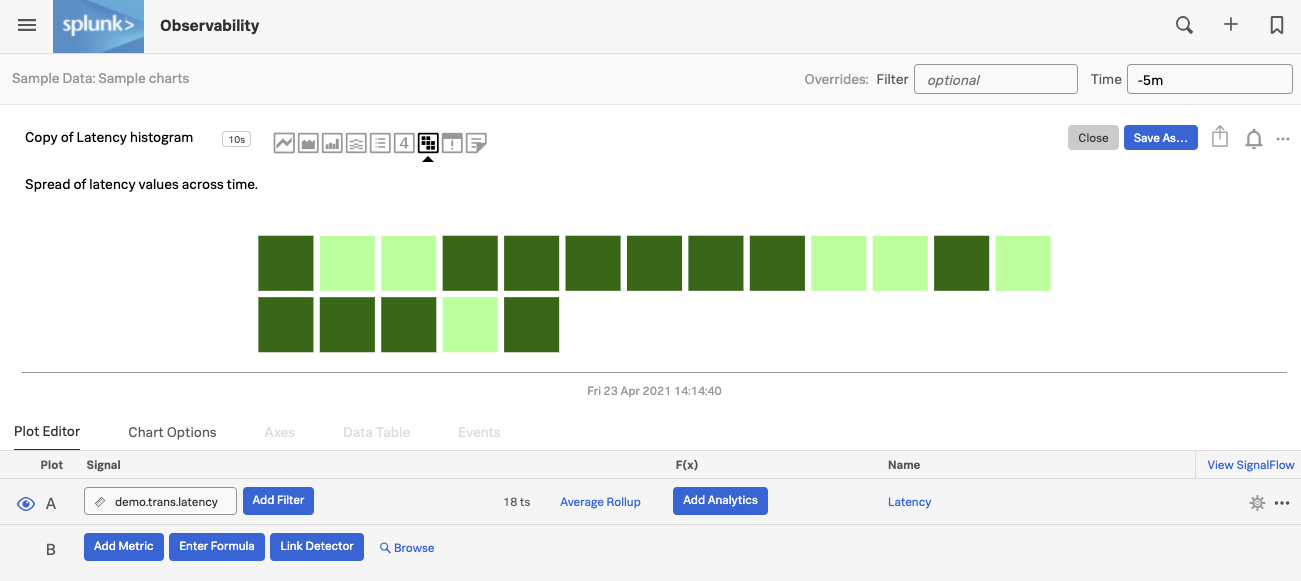 splunk> Observability
Sample Data: Sample charts Overrides: Filter optional Time -5m
Copy of Latency histogram 10s 4 ! Close Save As... ...
Spread of latency values across time.
Fri 23 Apr 2021 14:14:40
Plot Editor Chart Options Axes Data Table Events
Plot Signal F(x) Name View SignalFlow
A demo.trans.latency Add Filter 18 ts Average Rollup Add Analytics Latency ...
B Add Metric Enter Formula Link Detector Browse